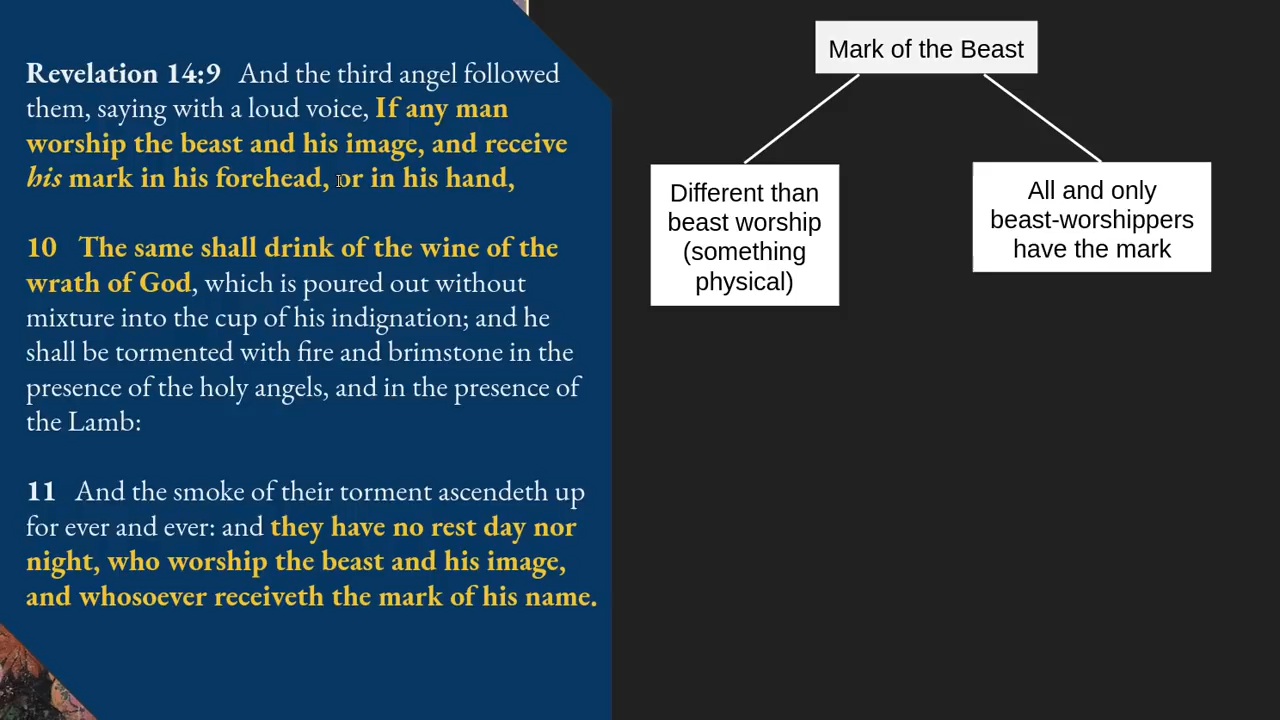 Revelation 14:9 And the third angel followed
them, saying with a loud voice, If any man
worship the beast and his image, and receive
his mark in his forehead, or in his hand,
10 The same shall drink of the wine of the
wrath of God, which is poured out without
mixture into the cup of his indignation; and he
shall be tormented with fire and brimstone in the
presence of the holy angels, and in the presence of
the Lamb:
11 And the smoke of their torment ascendeth up
for ever and ever: and they have no rest day nor
night, who worship the beast and his image,
and whosoever receiveth the mark of his name.
Mark of the Beast
Different than
beast worship
(something
physical)
All and only
beast-worshippers
have the mark